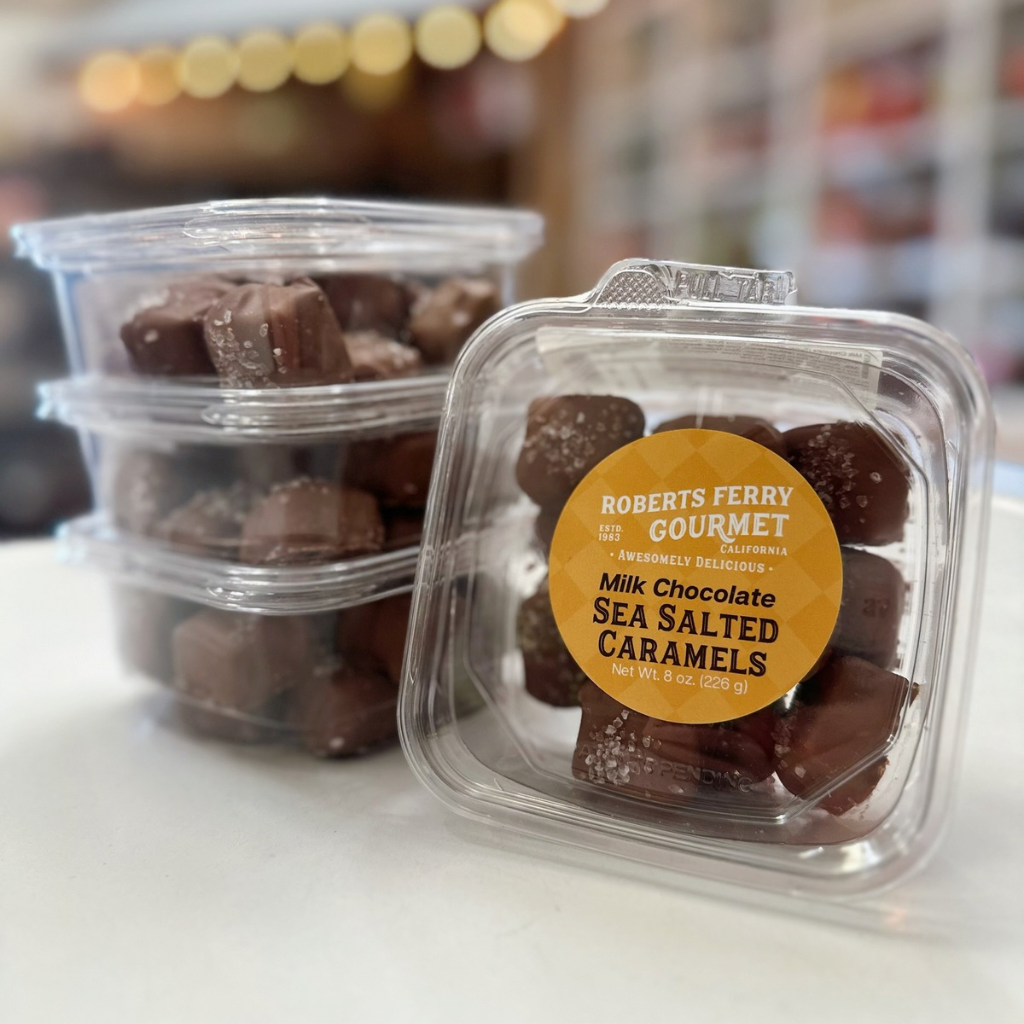 PULL TAB
ROBERTS FERRY
ESTD.
1983
GOURMET
CALIFORNIA
· AWESOMELY DELICIOUS ·
Milk Chocolate
SEA SALTED
CARAMELS
Net Wt. 8 oz. (226 g)
PENDING